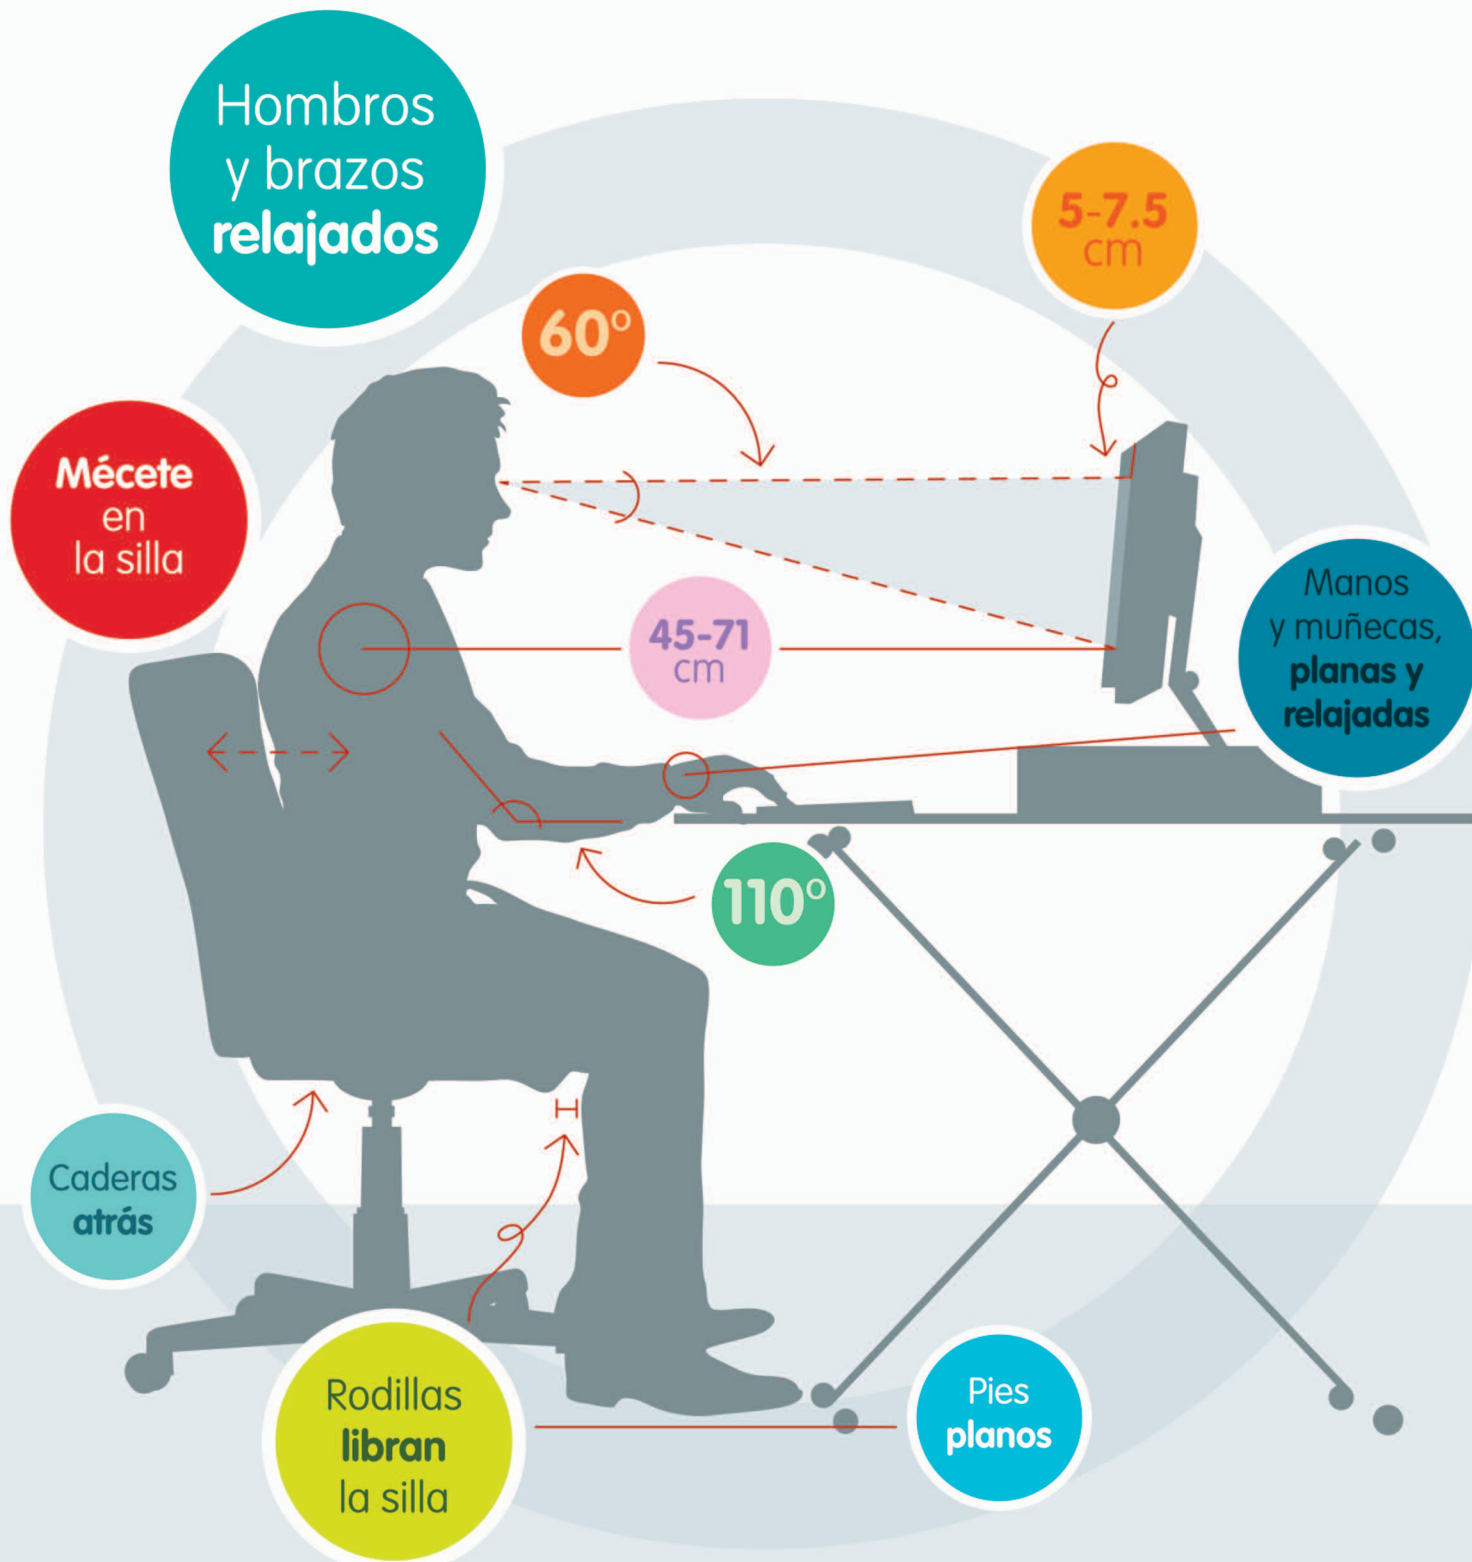 Hombros
y brazos
relajados
5-7.5
cm
60°
Mécete
en
la silla
Manos
y muñecas,
planas y
relajadas
45-71
cm
110°
Caderas
atrás
Rodillas
libran
la silla
Pies
planos